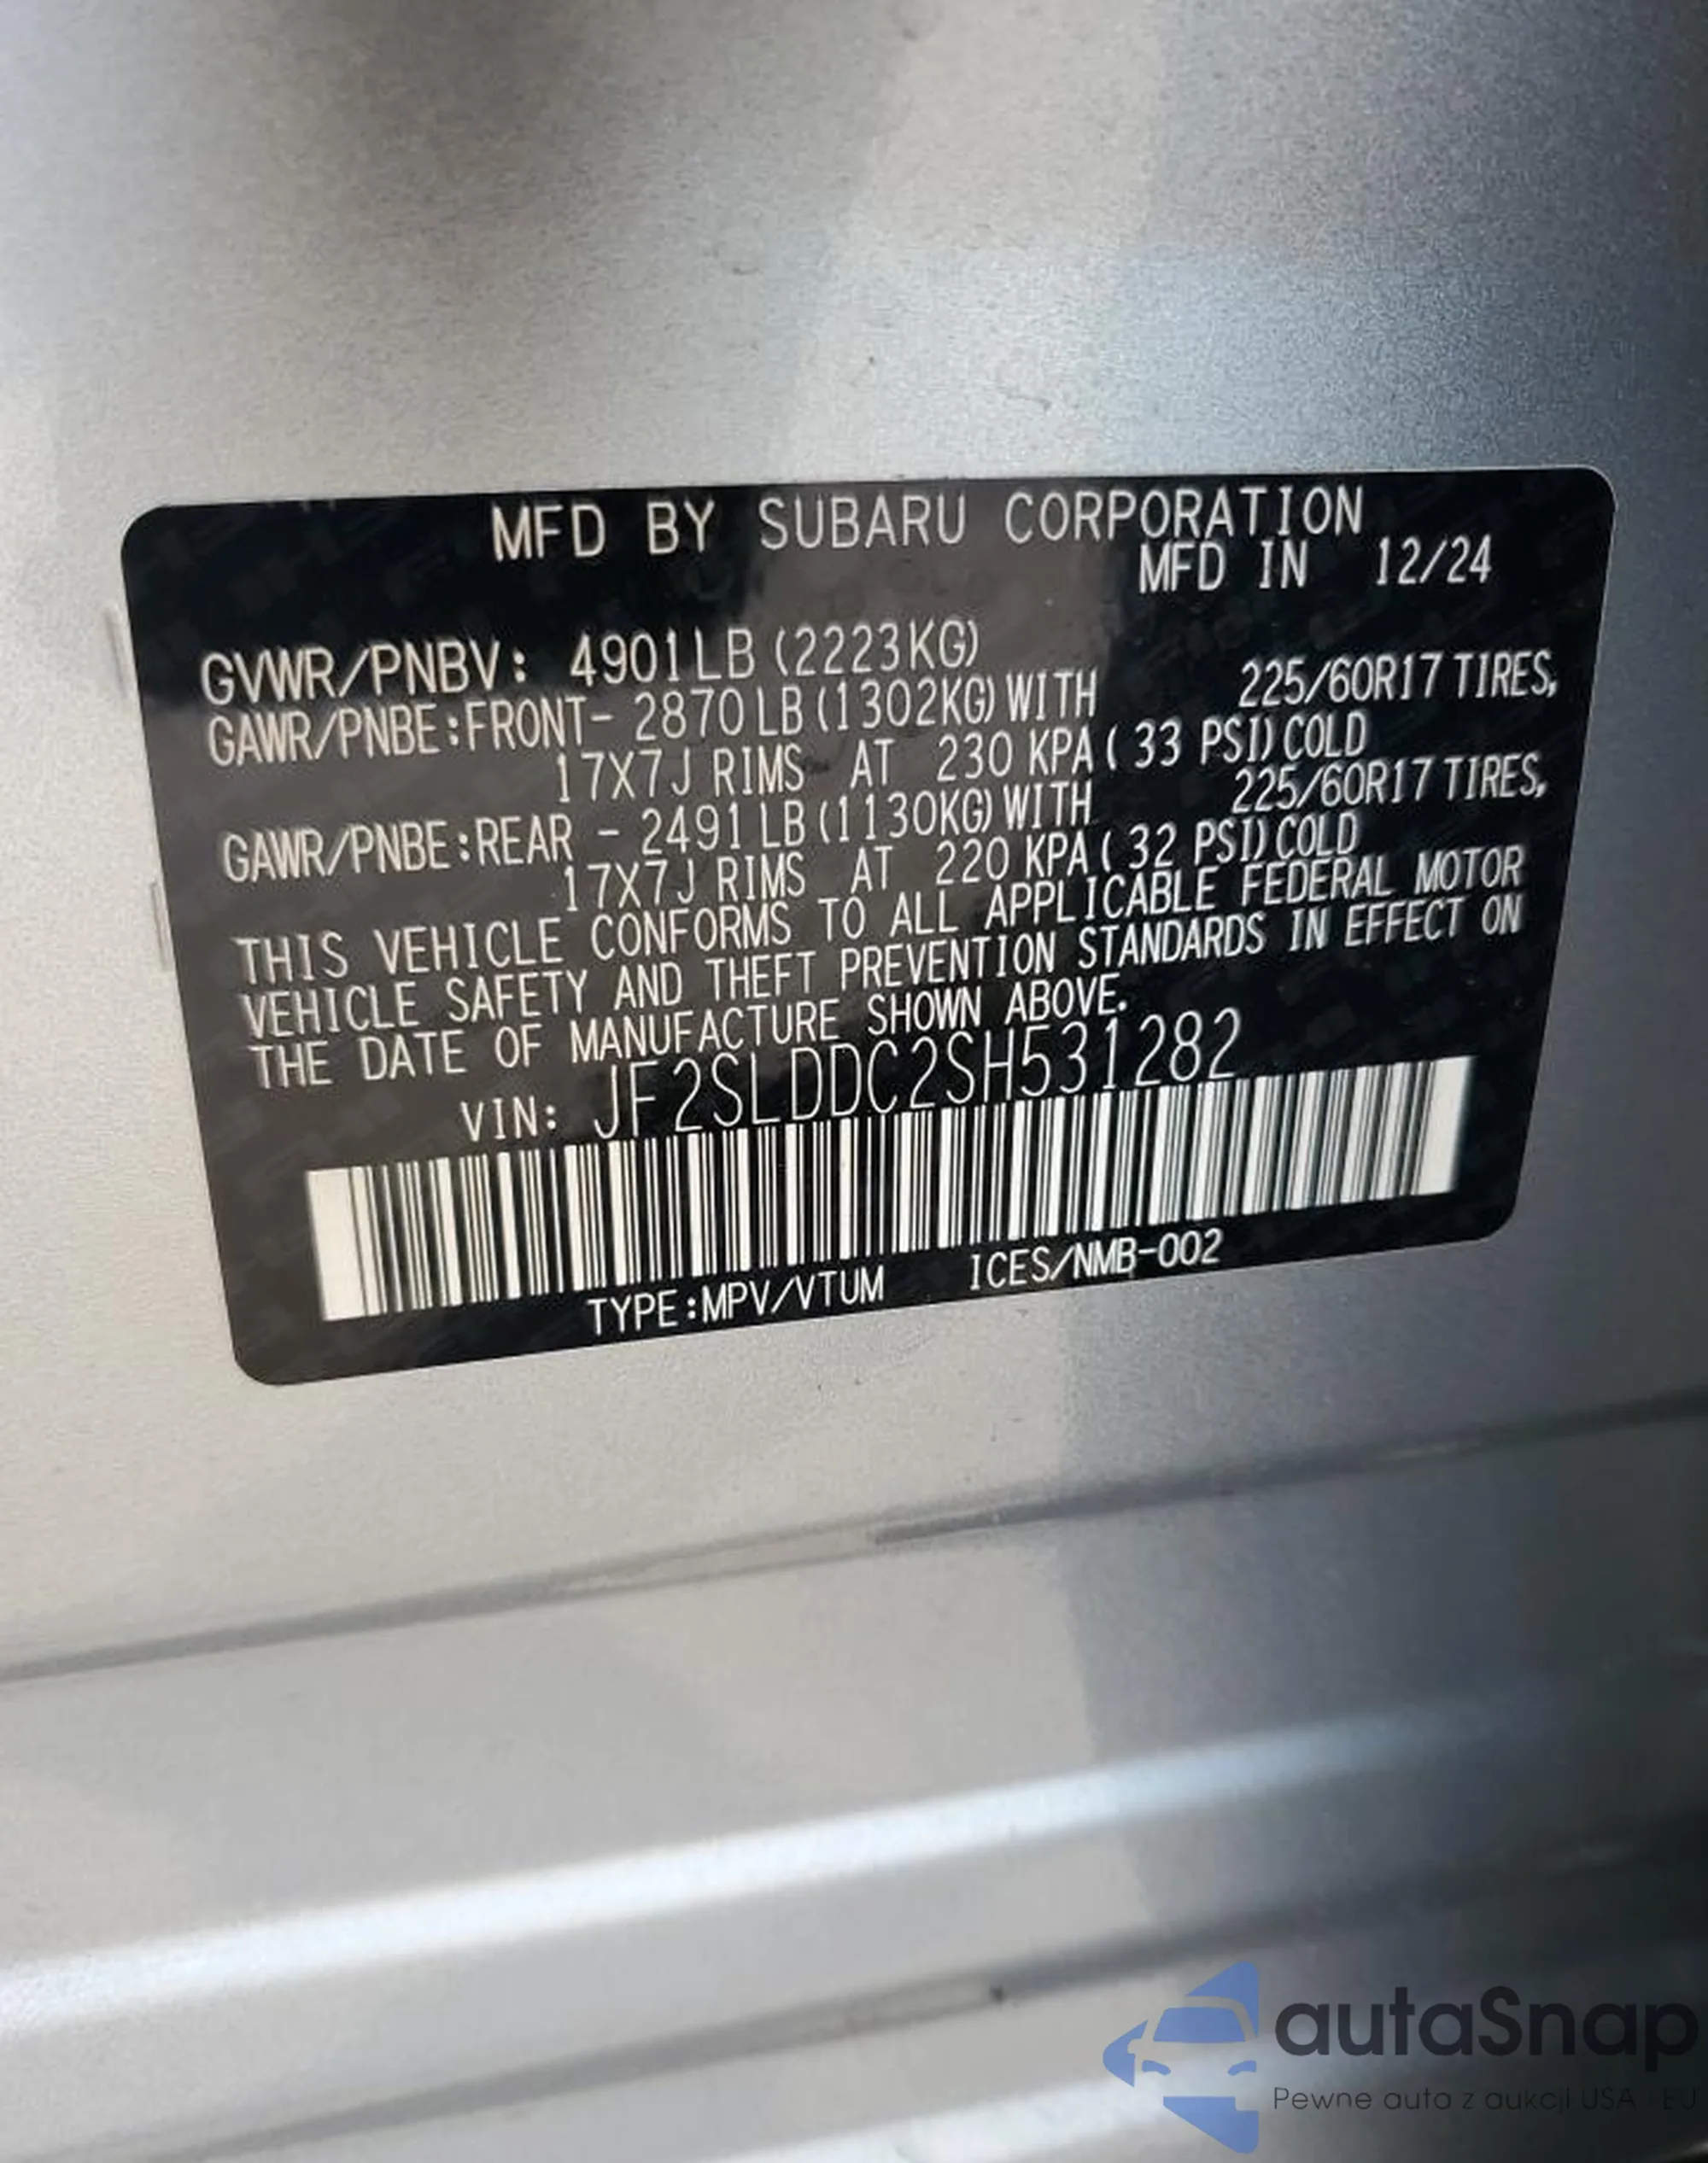 MFD BY SUBARU CORPORATION
MFD IN 12/24
GVWR/PNBV: 4901LB (2223KG)
GAWR/PNBE:FRONT- 2870LB(1302KG)WITH 225/60R17 TIRES,
17X7J RIMS AT 230 KPA( 33 PSI)COLD
GAWR/PNBE:REAR - 2491LB(1130KG)WITH 225/60R17 TIRES,
17X7J RIMS AT 220 KPA( 32 PSI)COLD
THIS VEHICLE CONFORMS TO ALL APPLICABLE FEDERAL MOTOR
VEHICLE SAFETY AND THEFT PREVENTION STANDARDS IN EFFECT ON
THE DATE OF MANUFACTURE SHOWN ABOVE.
VIN: JF2SLDDC2SH531282
TYPE:MPV/VTUM ICES/NMB-002
autaSnap
Pewne auta z aukcji USA i EU